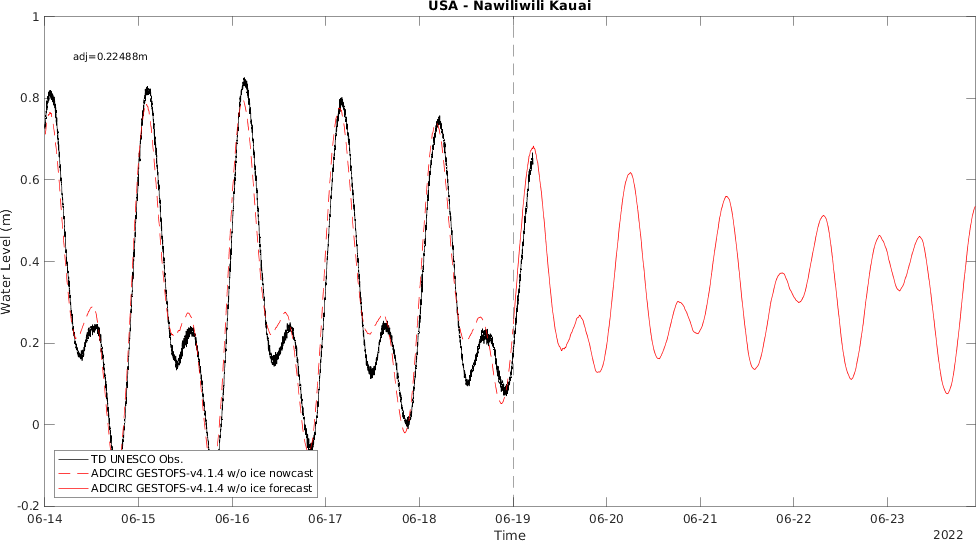 USA - Nawiliwili Kauai
adj=0.22488m
1
0.8
0.6
0.4
0.2
0
-0.2
Water Level (m)
TD UNESCO Obs.
ADCIRC GESTOFS-v4.1.4 w/o ice nowcast
ADCIRC GESTOFS-v4.1.4 w/o ice forecast
06-14 06-15 06-16 06-17 06-18 06-19 06-20 06-21 06-22 06-23
Time
2022